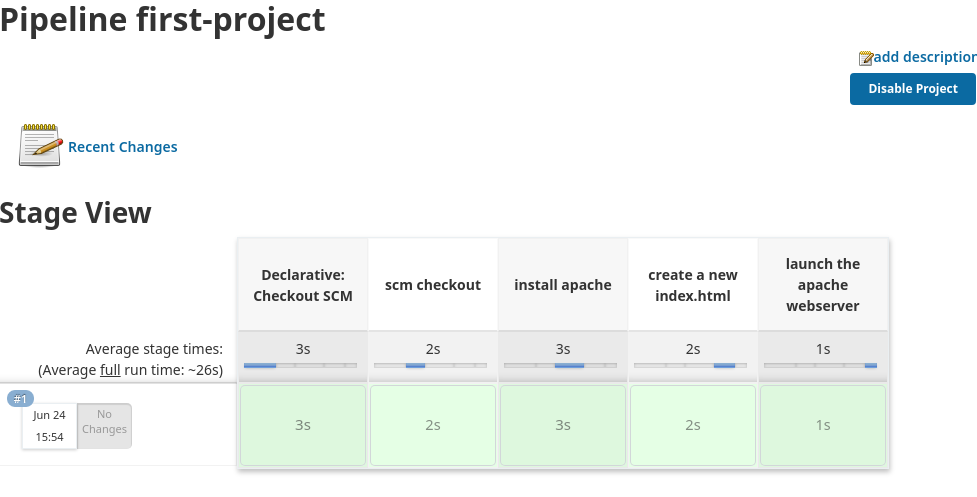 Pipeline first-project
add description
Disable Project
Recent Changes
Stage View
Declarative:
Checkout SCM
scm checkout
install apache
create a new
index.html
launch the
apache
webserver
Average stage times:
(Average full run time: ~26s)
3s
2s
3s
2s
1s
#1
Jun 24
15:54
No
Changes
3s
2s
3s
2s
1s